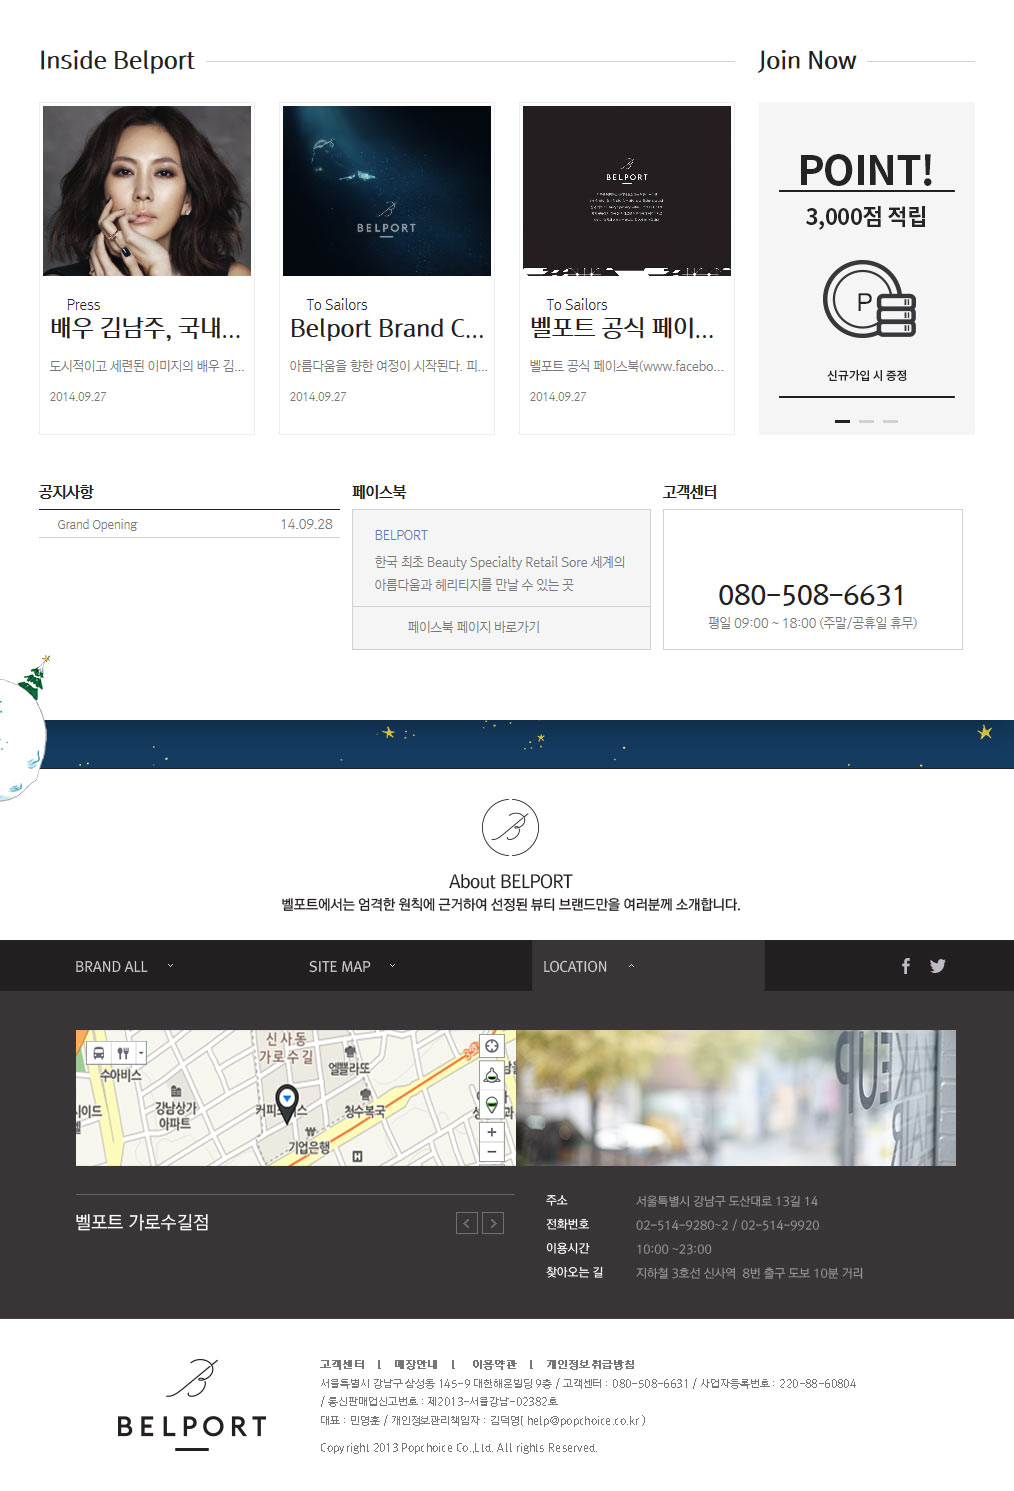 Inside Belport
Join Now
BELPORT
BELPORT
POINT!
3,000점 적립
P
신규가입 시 증정
Press
배우 김남주, 국내...
도시적이고 세련된 이미지의 배우 김...
2014.09.27
To Sailors
Belport Brand C...
아름다움을 향한 여정이 시작된다. 피...
2014.09.27
To Sailors
벨포트 공식 페이...
벨포트 공식 페이스북(www.facebo...
2014.09.27
공지사항
Grand Opening 14.09.28
페이스북
BELPORT
한국 최초 Beauty Specialty Retail Sore 세계의
아름다움과 헤리티지를 만날 수 있는 곳
페이스북 페이지 바로가기
고객센터
080-508-6631
평일 09:00 ~ 18:00 (주말/공휴일 휴무)
B
About BELPORT
벨포트에서는 엄격한 원칙에 근거하여 선정된 뷰티 브랜드만을 여러분께 소개합니다.
BRAND ALL
SITE MAP
LOCATION
신사동
가로수길
수아비스
엘블라또
강남상가
아파트
청수복국
기업은행
벨포트 가로수길점
주소 서울특별시 강남구 도산대로 13길 14
전화번호 02-514-9280~2 / 02-514-9920
이용시간 10:00 ~23:00
찾아오는 길 지하철 3호선 신사역 8번 출구 도보 10분 거리
B
BELPORT
고객센터 | 매장안내 | 이용약관 | 개인정보취급방침
서울특별시 강남구 삼성동 145-9 대한해운빌딩 9층 / 고객센터 : 080-508-6631 / 사업자등록번호 : 220-88-60804
/ 통신판매업신고번호 : 제2013-서울강남-02382호
대표 : 민영훈 / 개인정보관리책임자 : 김덕영( help@popchoice.co.kr )
Copyright 2013 Popchoice Co.,Ltd. All rights Reserved.